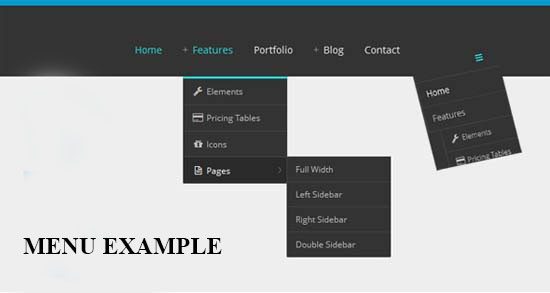 Home + Features Portfolio + Blog Contact
Elements
Pricing Tables
Icons
Pages
Full Width
Left Sidebar
Right Sidebar
Double Sidebar
Home
Features
Elements
Pricing Tables
MENU EXAMPLE